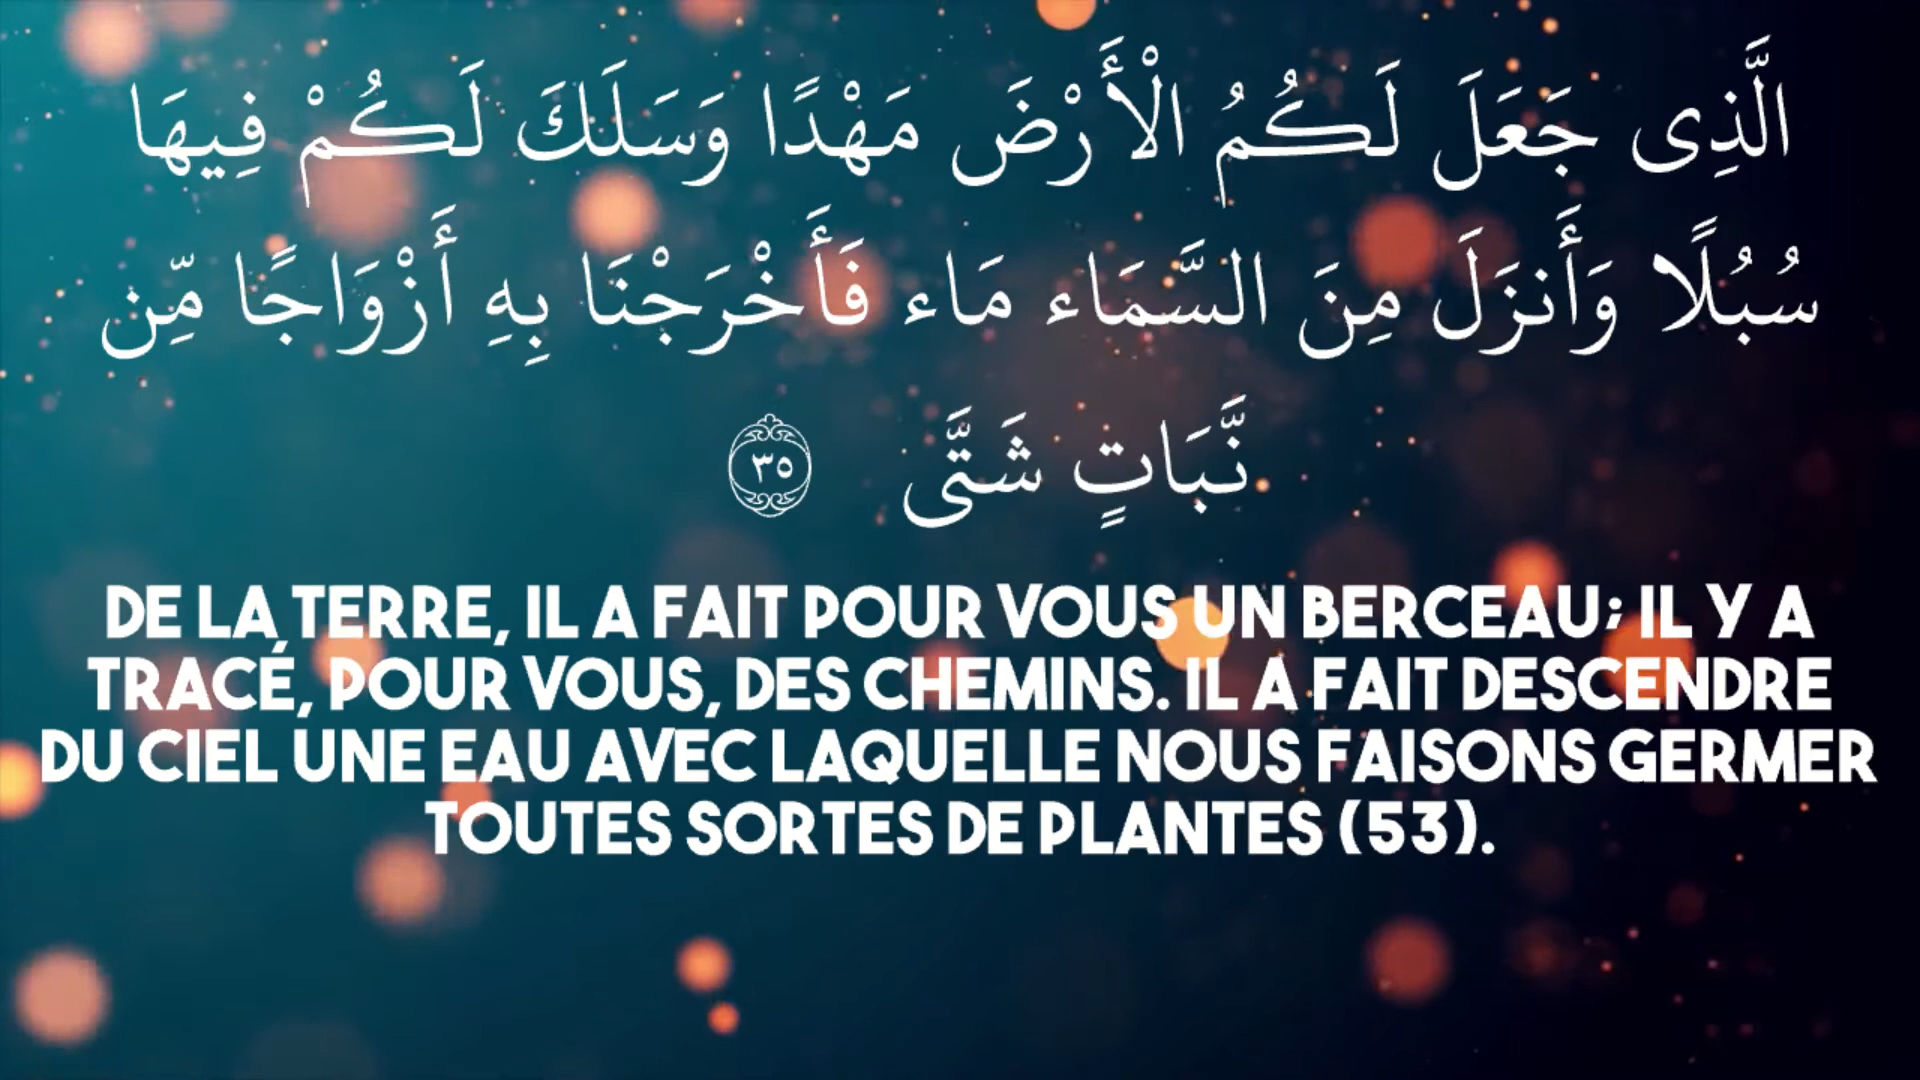 الَّذِى جَعَلَ لَكُمُ الْأَرْضَ مَهْدًا وَسَلَكَ لَكُمْ فِيهَا
سُبُلًا وَأَنزَلَ مِنَ السَّمَاء مَاء فَأَخْرَجْنَا بِهِ أَزْوَاجًا مِّن
نَّبَاتٍ شَتَّى ٣٥
DE LA TERRE, IL A FAIT POUR VOUS UN BERCEAU; IL Y A
TRACÉ, POUR VOUS, DES CHEMINS. IL A FAIT DESCENDRE
DU CIEL UNE EAU AVEC LAQUELLE NOUS FAISONS GERMER
TOUTES SORTES DE PLANTES (53).